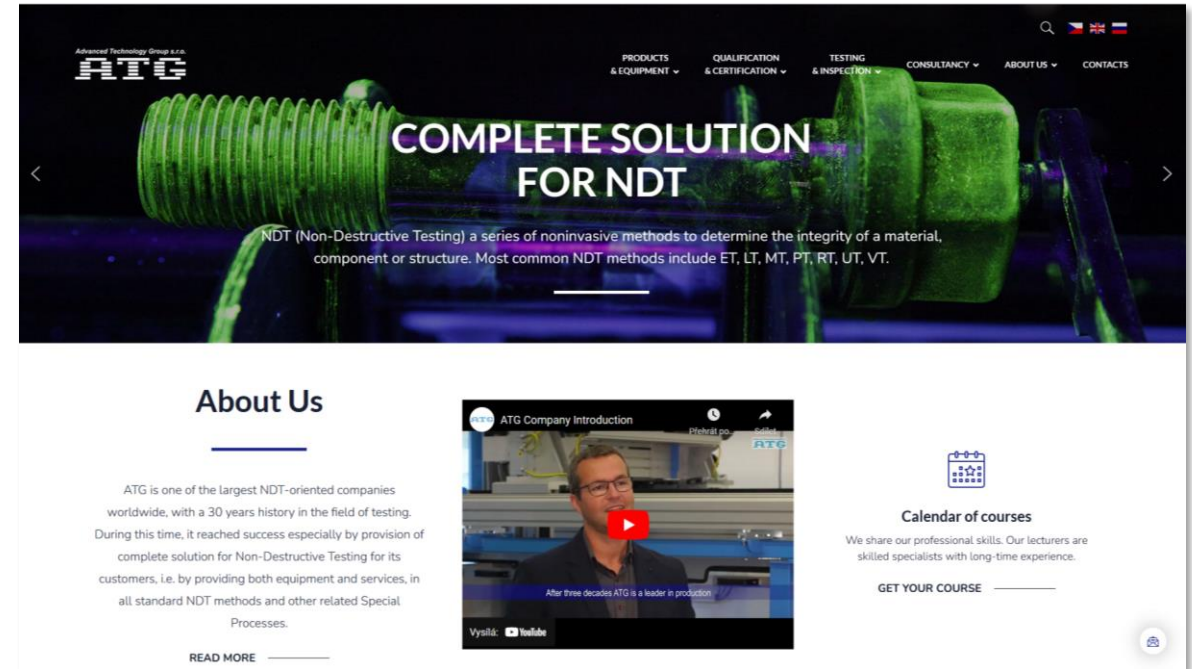 Advanced Technology Group s.r.o.
ATG
PRODUCTS
& EQUIPMENT
QUALIFICATION
& CERTIFICATION
TESTING
& INSPECTION
CONSULTANCY
ABOUT US
CONTACTS
COMPLETE SOLUTION
FOR NDT
NDT (Non-Destructive Testing) a series of noninvasive methods to determine the integrity of a material,
component or structure. Most common NDT methods include ET, LT, MT, PT, RT, UT, VT.
About Us
ATG is one of the largest NDT-oriented companies
worldwide, with a 30 years history in the field of testing.
During this time, it reached success especially by provision of
complete solution for Non-Destructive Testing for its
customers, i.e. by providing both equipment and services, in
all standard NDT methods and other related Special
Processes.
READ MORE
ATG
ATG Company Introduction
Přehrát po...
Sdílet
ATG
After three decades ATG is a leader in production
Vysílá: YouTube
Calendar of courses
We share our professional skills. Our lecturers are
skilled specialists with long-time experience.
GET YOUR COURSE